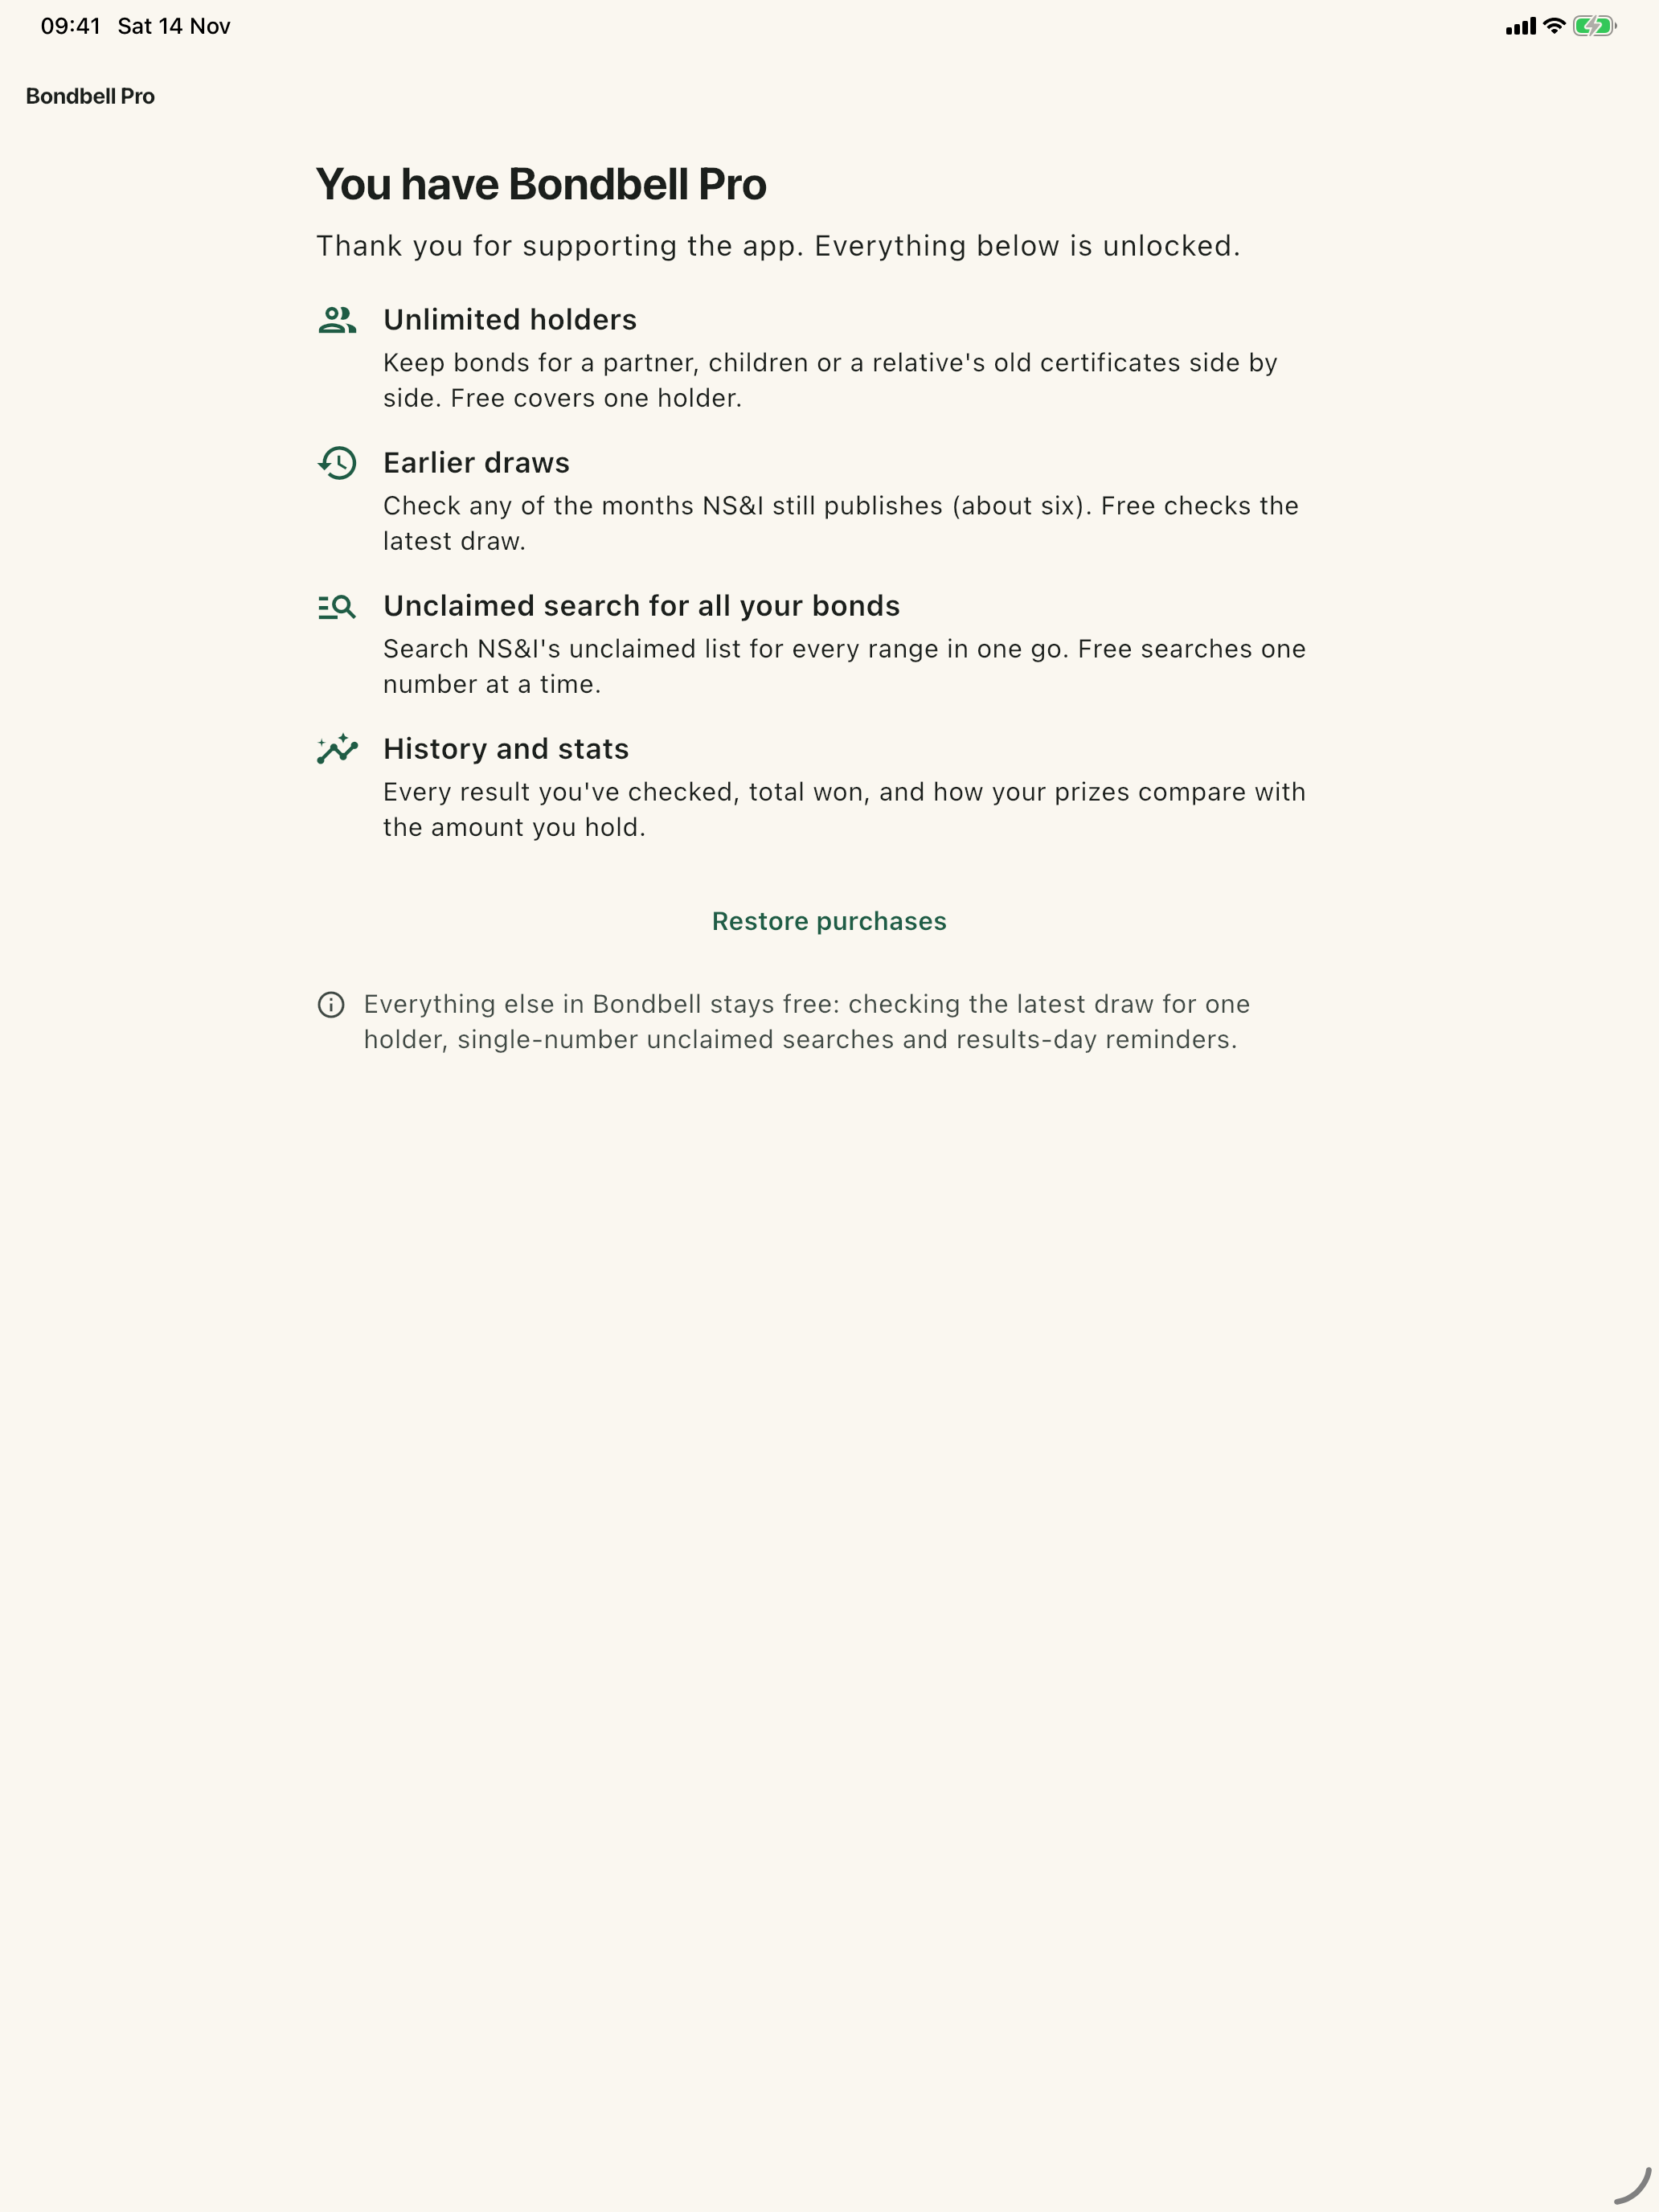 09:41 Sat 14 Nov
Bondbell Pro
You have Bondbell Pro
Thank you for supporting the app. Everything below is unlocked.
Unlimited holders
Keep bonds for a partner, children or a relative's old certificates side by
side. Free covers one holder.
Earlier draws
Check any of the months NS&I still publishes (about six). Free checks the
latest draw.
Unclaimed search for all your bonds
Search NS&I's unclaimed list for every range in one go. Free searches one
number at a time.
History and stats
Every result you've checked, total won, and how your prizes compare with
the amount you hold.
Restore purchases
Everything else in Bondbell stays free: checking the latest draw for one
holder, single-number unclaimed searches and results-day reminders.